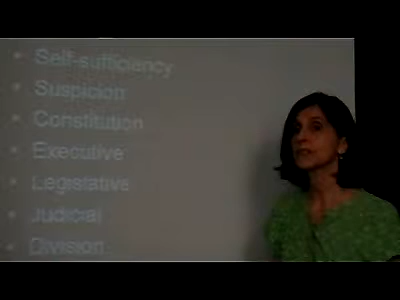 • Self-sufficiency
• Suspicion
• Constitution
• Executive
• Legislative
• Judicial
• Division